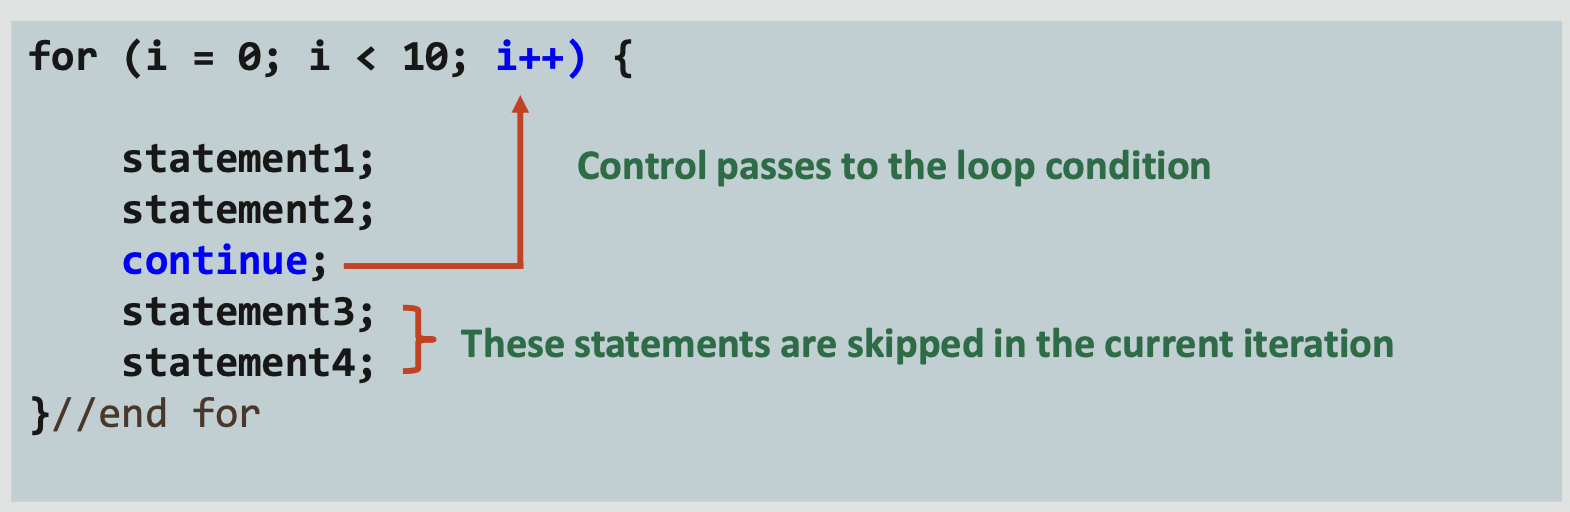 for (i = 0; i < 10; i++) {
statement1;
Control passes to the loop condition
statement2;
continue;
statement3;
These statements are skipped in the current iteration
statement4;
}//end for